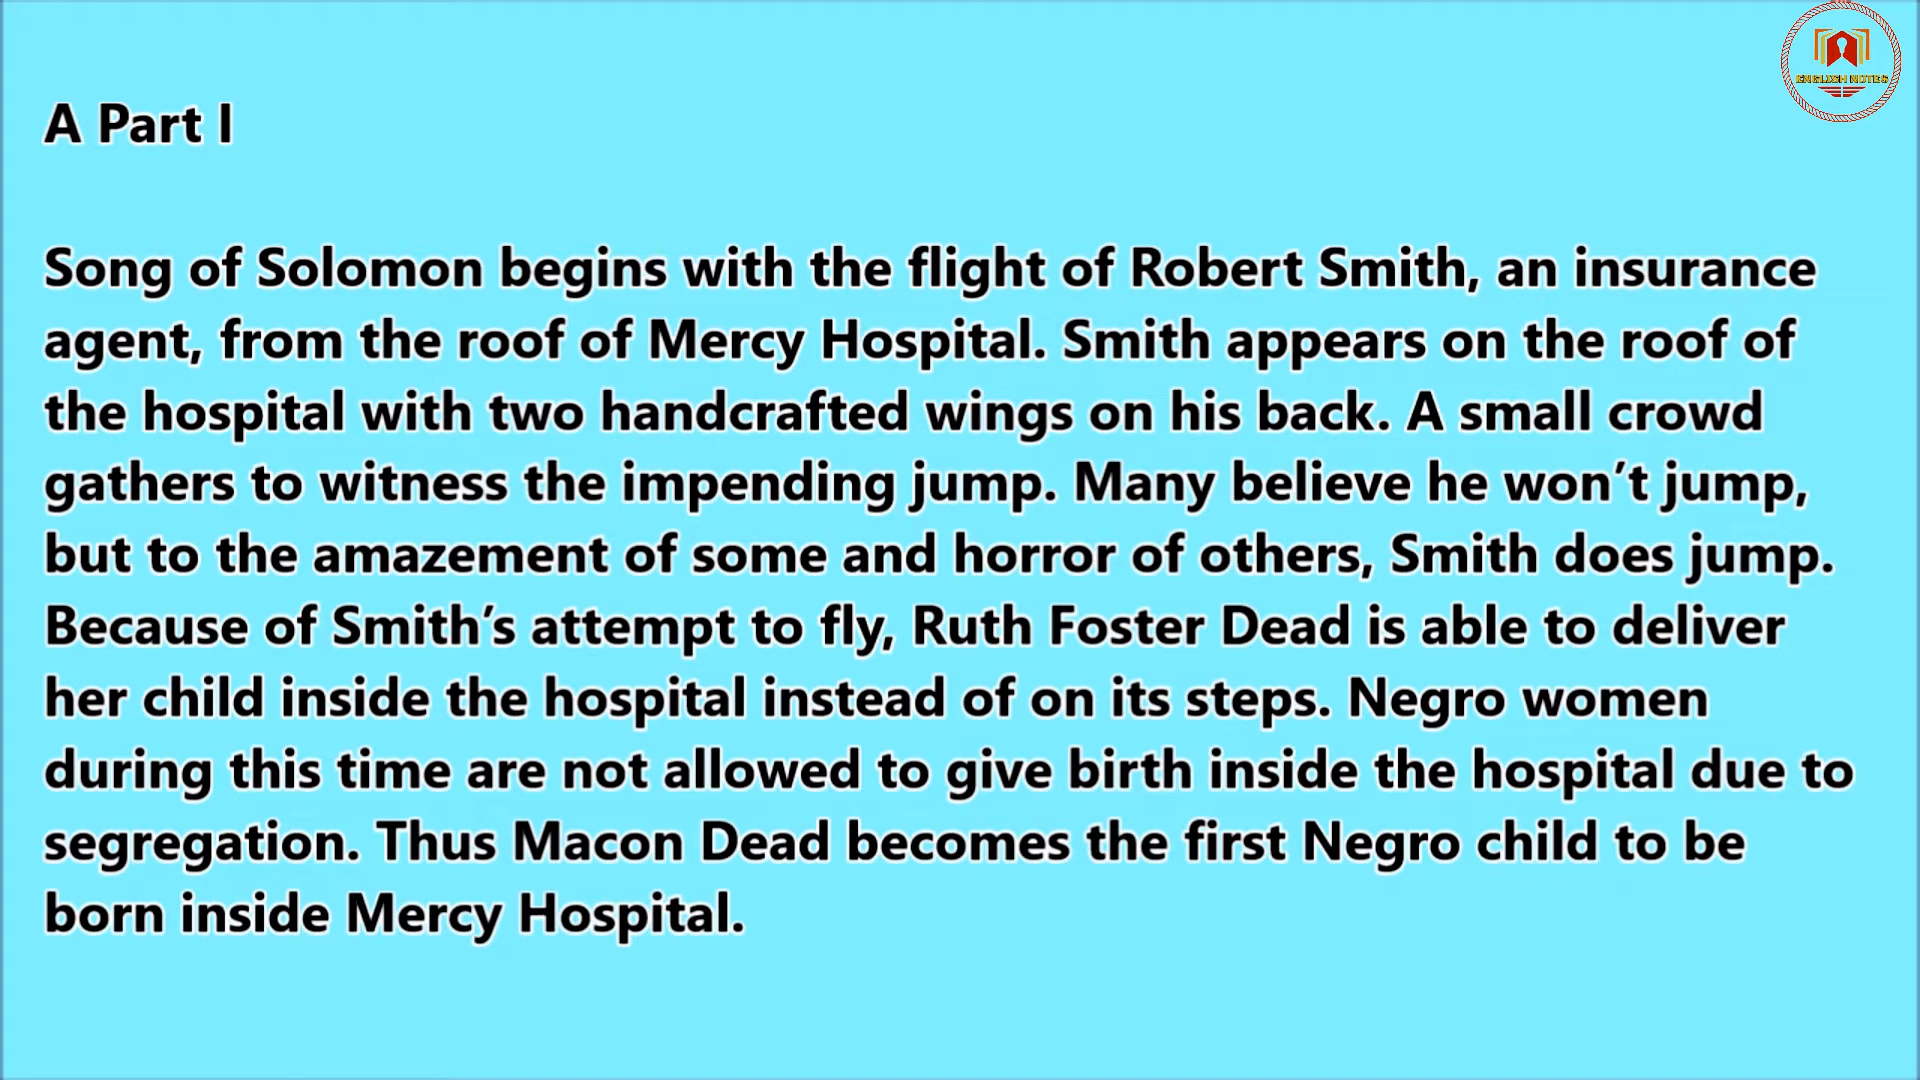 ENGLISH NOTES
A Part I
Song of Solomon begins with the flight of Robert Smith, an insurance
agent, from the roof of Mercy Hospital. Smith appears on the roof of
the hospital with two handcrafted wings on his back. A small crowd
gathers to witness the impending jump. Many believe he won’t jump,
but to the amazement of some and horror of others, Smith does jump.
Because of Smith’s attempt to fly, Ruth Foster Dead is able to deliver
her child inside the hospital instead of on its steps. Negro women
during this time are not allowed to give birth inside the hospital due to
segregation. Thus Macon Dead becomes the first Negro child to be
born inside Mercy Hospital.